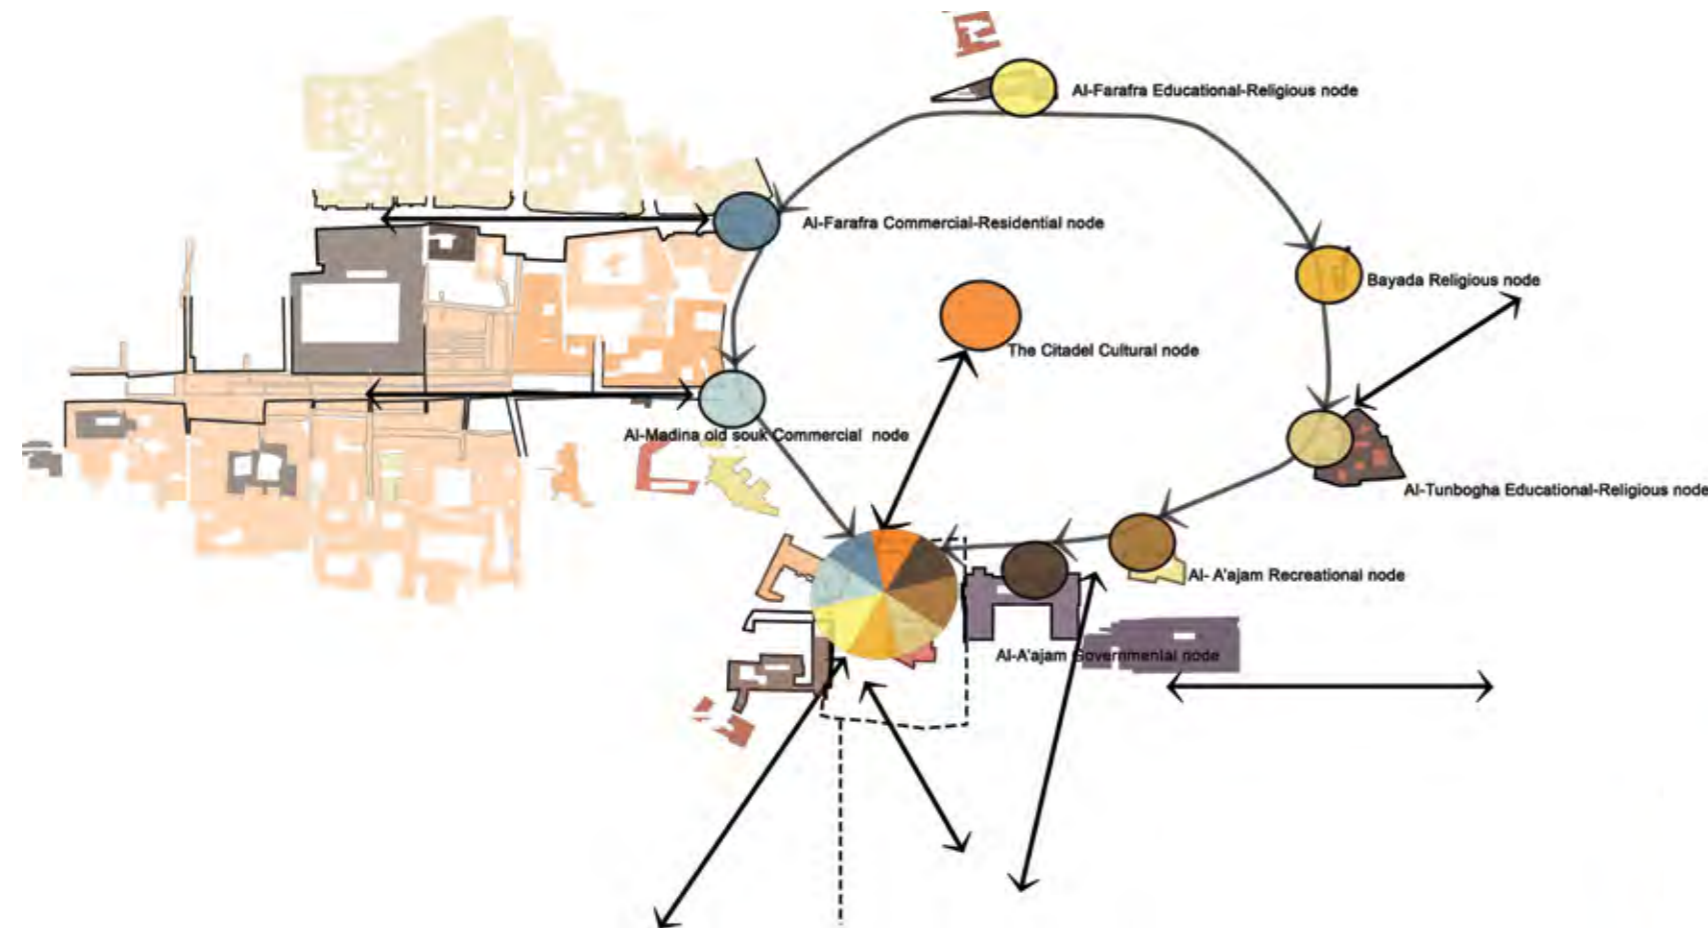 Al-Farafra Educational-Religious node
Al-Farafra Commercial-Residential node
Bayada Religious node
The Citadel Cultural node
Al-Madina old souk Commercial node
Al-Tunbogha Educational-Religious node
Al- A'ajam Recreational node
Al-A'ajam Governmental node